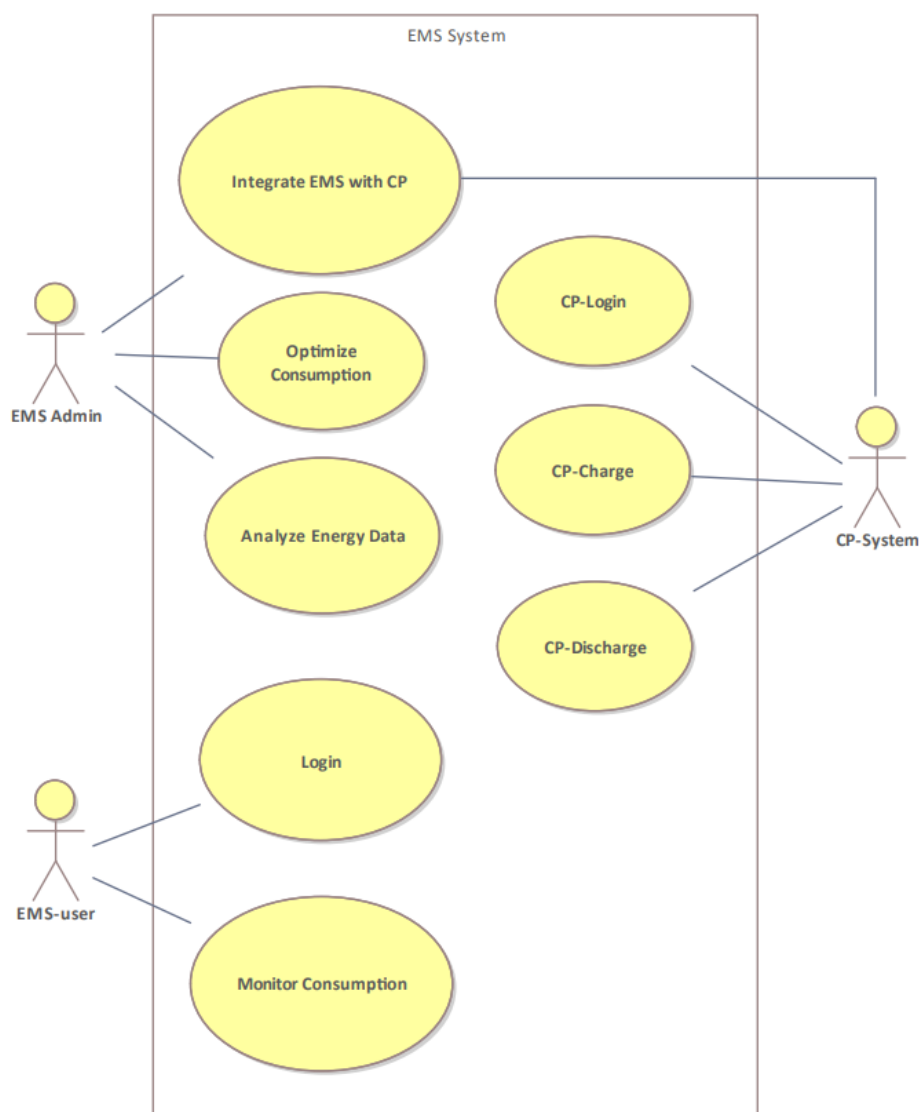 EMS System
Integrate EMS with CP
CP-Login
Optimize
Consumption
EMS Admin
CP-Charge
Analyze Energy Data
CP-System
CP-Discharge
Login
EMS-user
Monitor Consumption